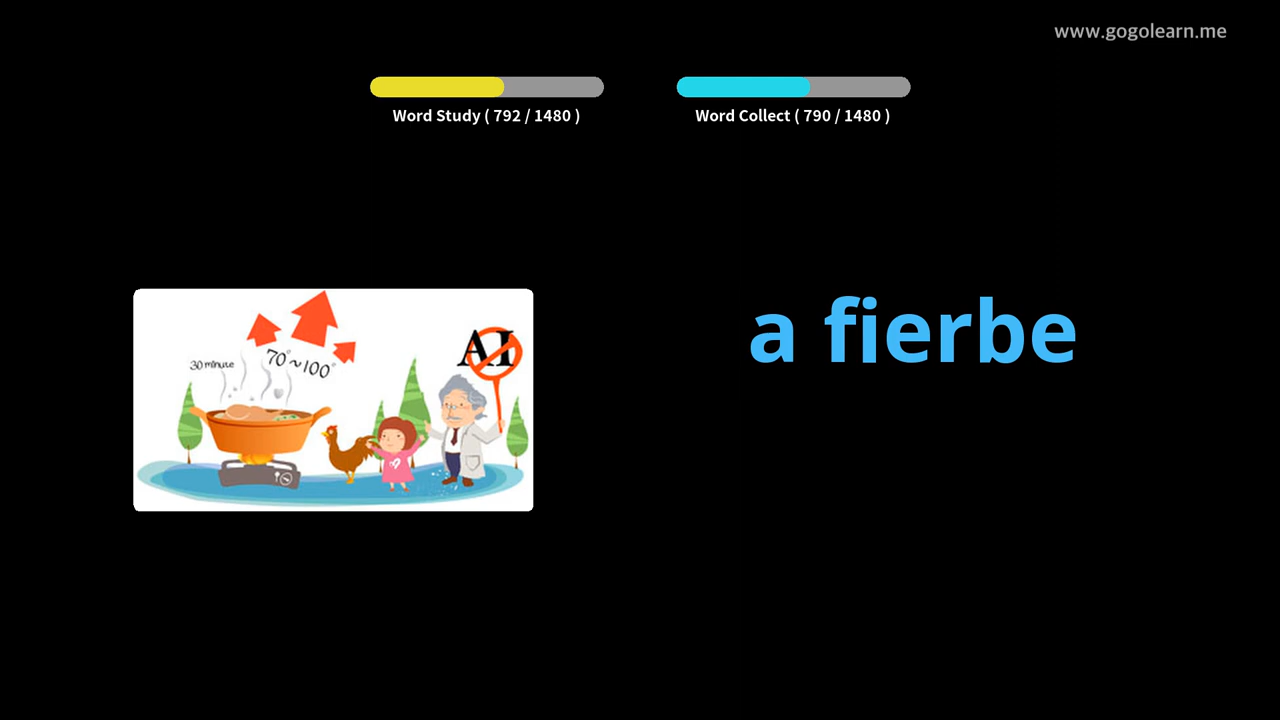 www.gogolearn.me
Word Study ( 792 / 1480 )
Word Collect ( 790 / 1480 )
a fierbe
30 minute
70°~100°
AI